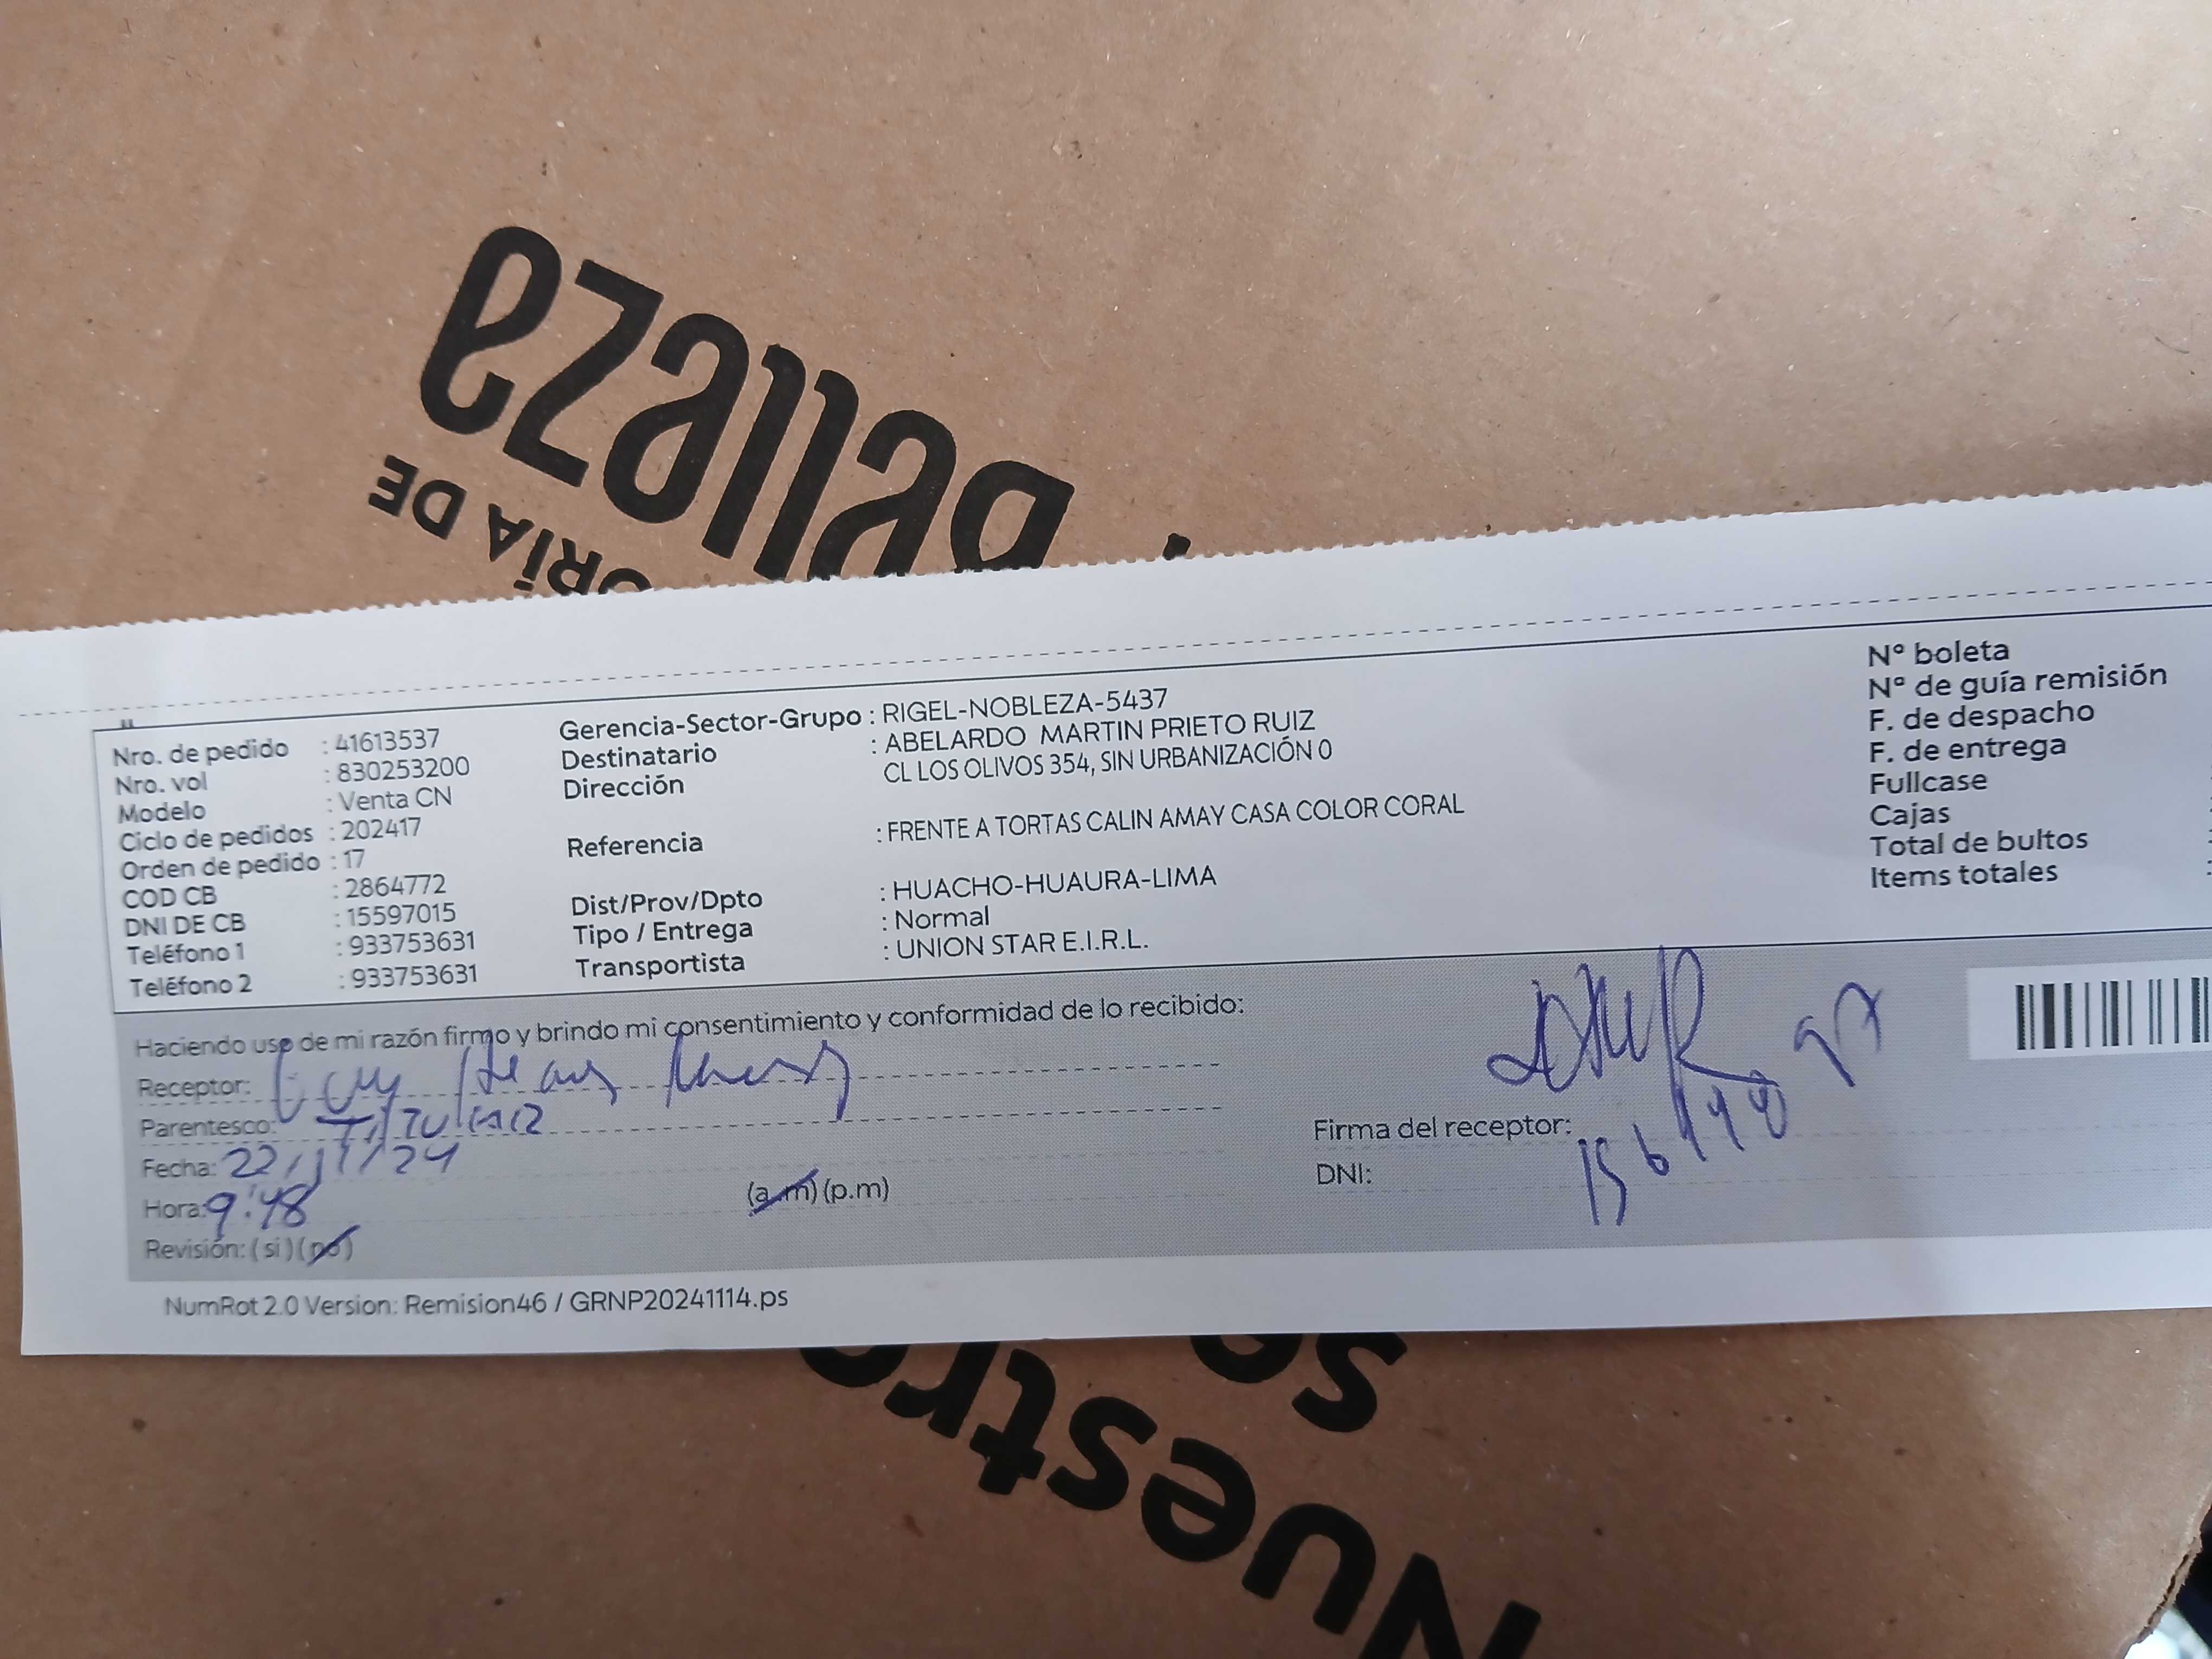 Belleza
ORÍA DE
Nro. de pedido : 41613537
Nro. vol : 830253200
Modelo : Venta CN
Ciclo de pedidos : 202417
Orden de pedido : 17
COD CB : 2864772
DNI DE CB : 15597015
Teléfono 1 : 933753631
Teléfono 2 : 933753631
Gerencia-Sector-Grupo : RIGEL-NOBLEZA-5437
Destinatario : ABELARDO MARTIN PRIETO RUIZ
Dirección CL LOS OLIVOS 354, SIN URBANIZACIÓN 0
Referencia : FRENTE A TORTAS CALIN AMAY CASA COLOR CORAL
Dist/Prov/Dpto : HUACHO-HUAURA-LIMA
Tipo / Entrega : Normal
Transportista : UNION STAR E.I.R.L.
N° boleta
N° de guía remisión
F. de despacho
F. de entrega
Fullcase
Cajas
Total de bultos
Items totales
Haciendo uso de mi razón firmo y brindo mi consentimiento y conformidad de lo recibido:
Receptor:
Parentesco: TITULAR
Fecha: 22/11/24
Hora: 9:48 (a.m) (p.m)
Revisión: (si) (no)
Firma del receptor:
DNI:
NumRot 2.0 Version: Remision46 / GRNP20241114.ps
so
Nuestro